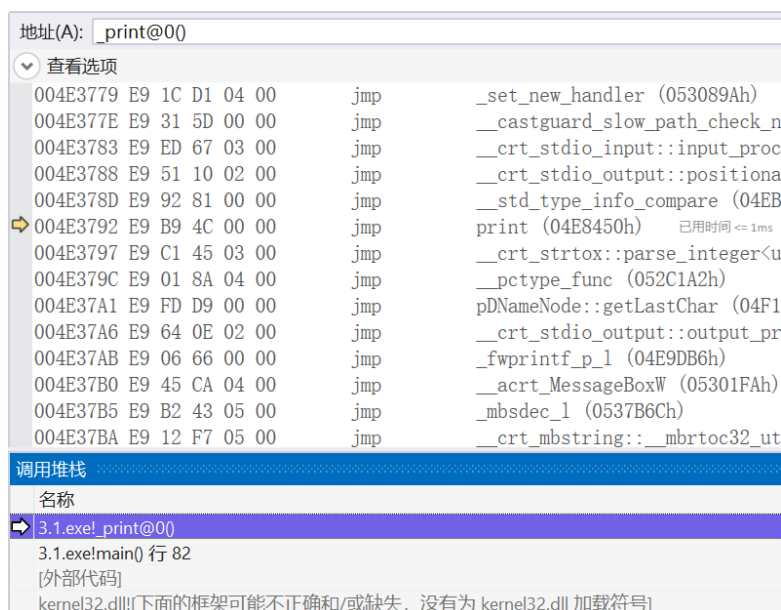 地址(A): _print@0()
查看选项
004E3779 E9 1C D1 04 00 jmp _set_new_handler (053089Ah)
004E377E E9 31 5D 00 00 jmp __castguard_slow_path_check_n
004E3783 E9 ED 67 03 00 jmp __crt_stdio_input::input_proc
004E3788 E9 51 10 02 00 jmp __crt_stdio_output::positiona
004E378D E9 92 81 00 00 jmp __std_type_info_compare (04EB
004E3792 E9 B9 4C 00 00 jmp print (04E8450h) 已用时间 <= 1ms
004E3797 E9 C1 45 03 00 jmp __crt_strtox::parse_integer<u
004E379C E9 01 8A 04 00 jmp __pctype_func (052C1A2h)
004E37A1 E9 FD D9 00 00 jmp pDNameNode::getLastChar (04F1
004E37A6 E9 64 0E 02 00 jmp __crt_stdio_output::output_pr
004E37AB E9 06 66 00 00 jmp _fwprintf_p_l (04E9DB6h)
004E37B0 E9 45 CA 04 00 jmp __acrt_MessageBoxW (05301FAh)
004E37B5 E9 B2 43 05 00 jmp _mbsdec_l (0537B6Ch)
004E37BA E9 12 F7 05 00 jmp __crt_mbstring::__mbrtoc32_ut
调用堆栈
名称
3.1.exe!_print@0()
3.1.exe!main() 行 82
[外部代码]
kernel32.dll![下面的框架可能不正确和/或缺失，没有为 kernel32.dll 加载符号]